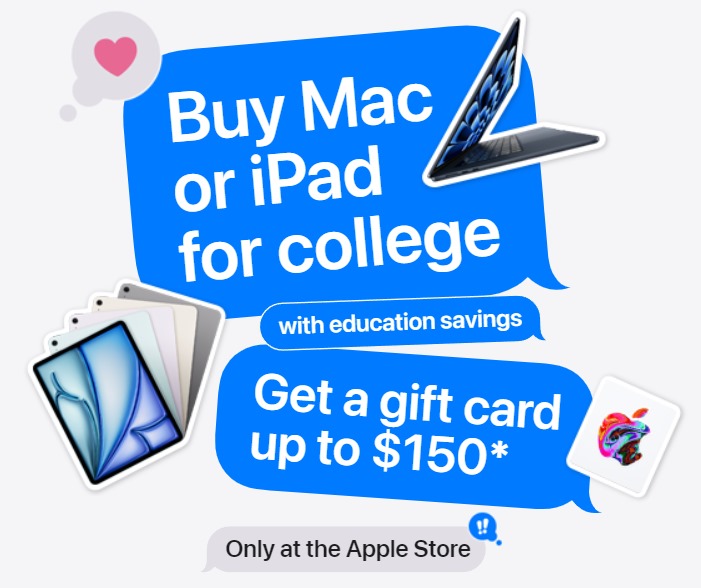 Buy Mac
or iPad
for college
with education savings
Get a gift card
up to $150*
Only at the Apple Store
!!